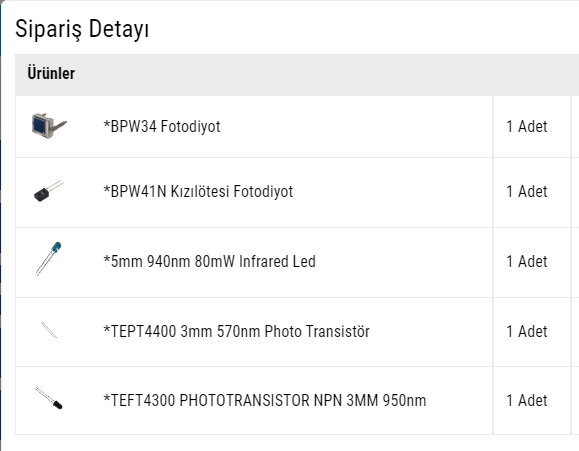 Sipariş Detayı
Ürünler
*BPW34 Fotodiyot 1 Adet
*BPW41N Kızılötesi Fotodiyot 1 Adet
*5mm 940nm 80mW Infrared Led 1 Adet
*TEPT4400 3mm 570nm Photo Transistör 1 Adet
*TEFT4300 PHOTOTRANSISTOR NPN 3MM 950nm 1 Adet